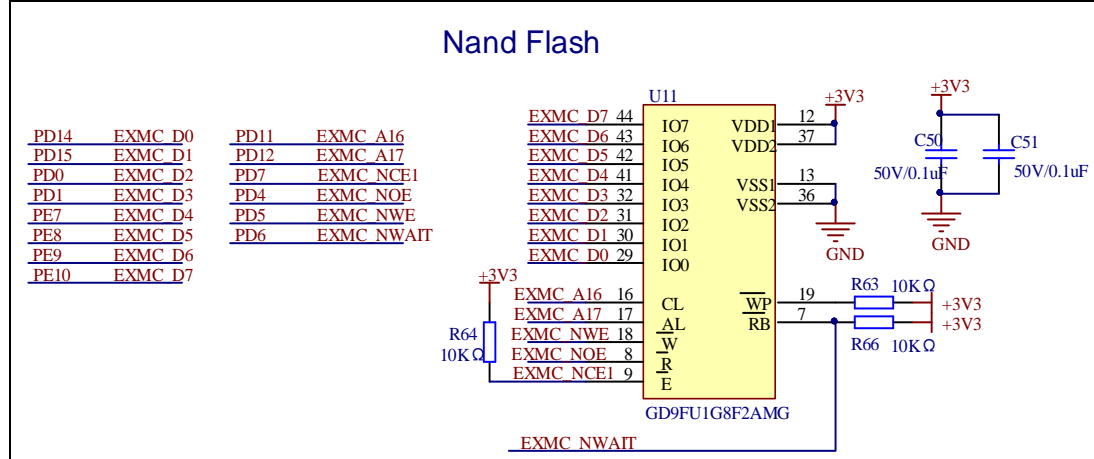 Nand Flash
PD14 EXMC_D0
PD15 EXMC_D1
PD0 EXMC_D2
PD1 EXMC_D3
PE7 EXMC_D4
PE8 EXMC_D5
PE9 EXMC_D6
PE10 EXMC_D7
PD11 EXMC_A16
PD12 EXMC_A17
PD7 EXMC_NCE1
PD4 EXMC_NOE
PD5 EXMC_NWE
PD6 EXMC_NWAIT
U11
EXMC_D7 44 IO7 VDD1 12 +3V3
EXMC_D6 43 IO6 VDD2 37
EXMC_D5 42 IO5
EXMC_D4 41 IO4 VSS1 13
EXMC_D3 32 IO3 VSS2 36
EXMC_D2 31 IO2
EXMC_D1 30 IO1
EXMC_D0 29 IO0
GND
+3V3
EXMC_A16 16 CL WP 19 R63 10KΩ +3V3
EXMC_A17 17 AL RB 7 R66 10KΩ +3V3
EXMC_NWE 18 W
EXMC_NOE 8 R
EXMC_NCE1 9 E
R64
10KΩ
GD9FU1G8F2AMG
EXMC_NWAIT
+3V3
C50
50V/0.1uF
C51
50V/0.1uF
GND